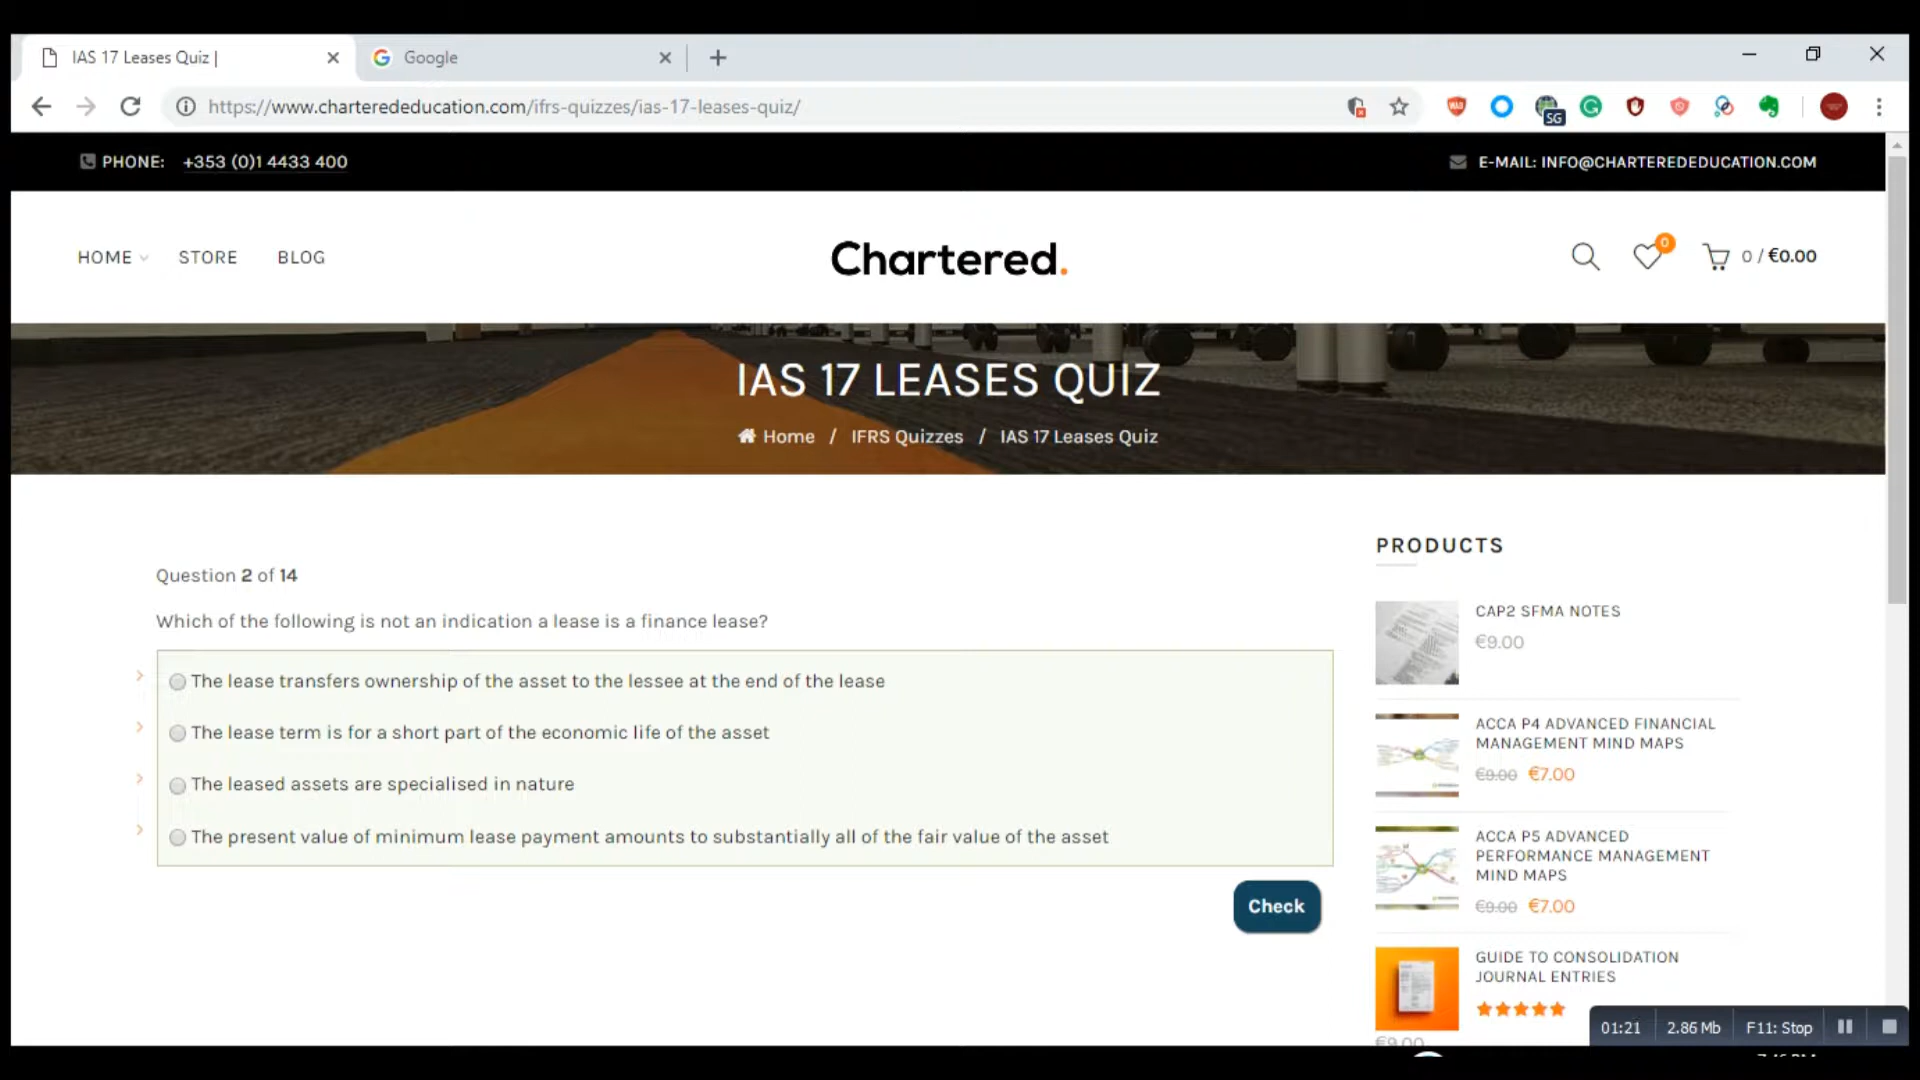 IAS 17 Leases Quiz |
Google
https://www.charterededucation.com/ifrs-quizzes/ias-17-leases-quiz/
SG
PHONE: +353 (0)1 4433 400
E-MAIL: INFO@CHARTEREDEDUCATION.COM
HOME STORE BLOG
Chartered.
0
0 / €0.00
IAS 17 LEASES QUIZ
Home / IFRS Quizzes / IAS 17 Leases Quiz
Question 2 of 14
Which of the following is not an indication a lease is a finance lease?
The lease transfers ownership of the asset to the lessee at the end of the lease
The lease term is for a short part of the economic life of the asset
The leased assets are specialised in nature
The present value of minimum lease payment amounts to substantially all of the fair value of the asset
Check
PRODUCTS
CAP2 SFMA NOTES
€9.00
ACCA P4 ADVANCED FINANCIAL
MANAGEMENT MIND MAPS
€9.00 €7.00
ACCA P5 ADVANCED
PERFORMANCE MANAGEMENT
MIND MAPS
€9.00 €7.00
GUIDE TO CONSOLIDATION
JOURNAL ENTRIES
€9.00
01:21 2.86 Mb F11: Stop